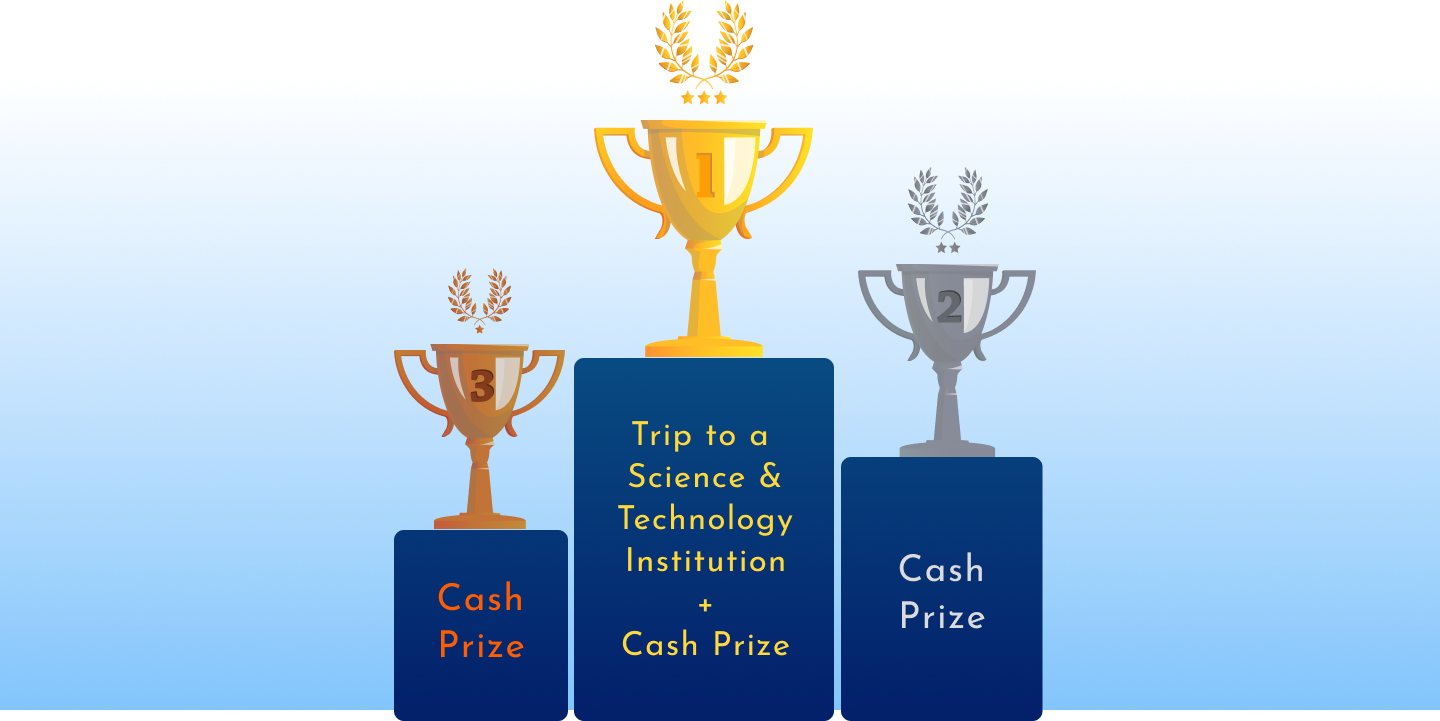 1
2
3
Trip to a
Science &
Technology
Institution
+
Cash Prize
Cash
Prize
Cash
Prize